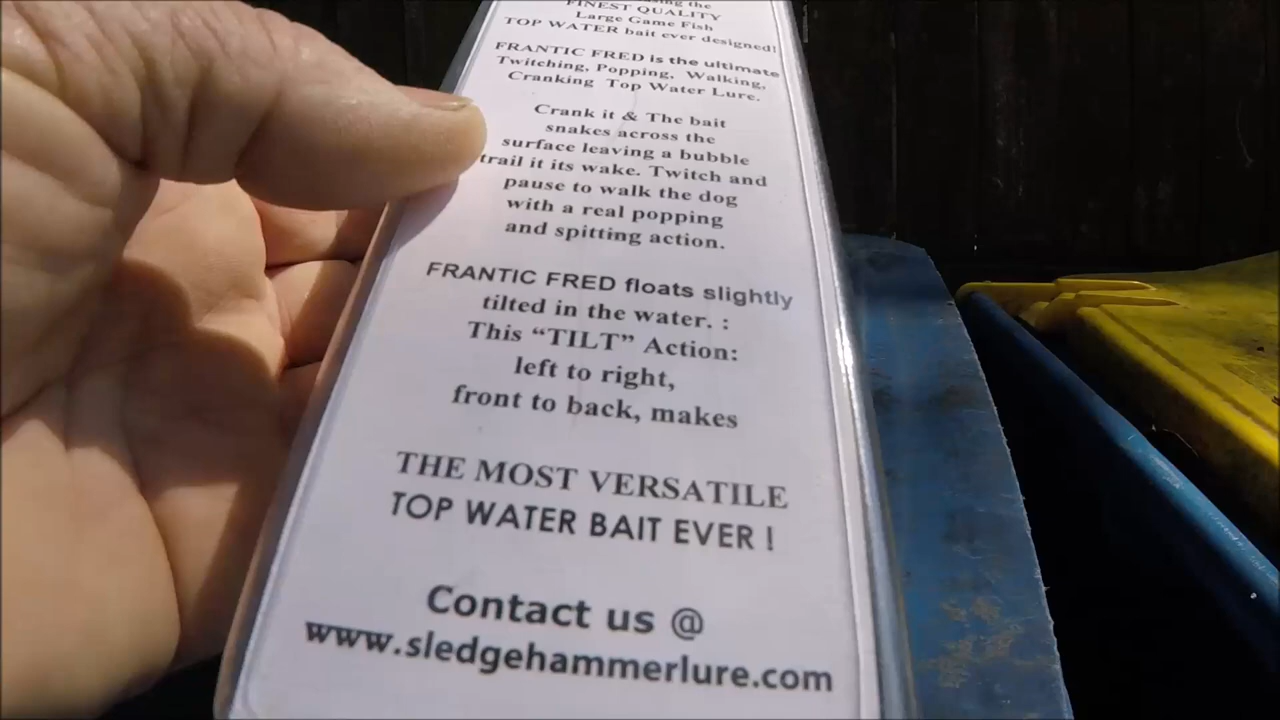 the
FINEST QUALITY
Large Game Fish
TOP WATER bait ever designed!
FRANTIC FRED is the ultimate
Twitching, Popping, Walking,
Cranking Top Water Lure.
Crank it & The bait
snakes across the
surface leaving a bubble
trail it its wake. Twitch and
pause to walk the dog
with a real popping
and spitting action.
FRANTIC FRED floats slightly
tilted in the water. :
This “TILT” Action:
left to right,
front to back, makes
THE MOST VERSATILE
TOP WATER BAIT EVER !
Contact us @
www.sledgehammerlure.com